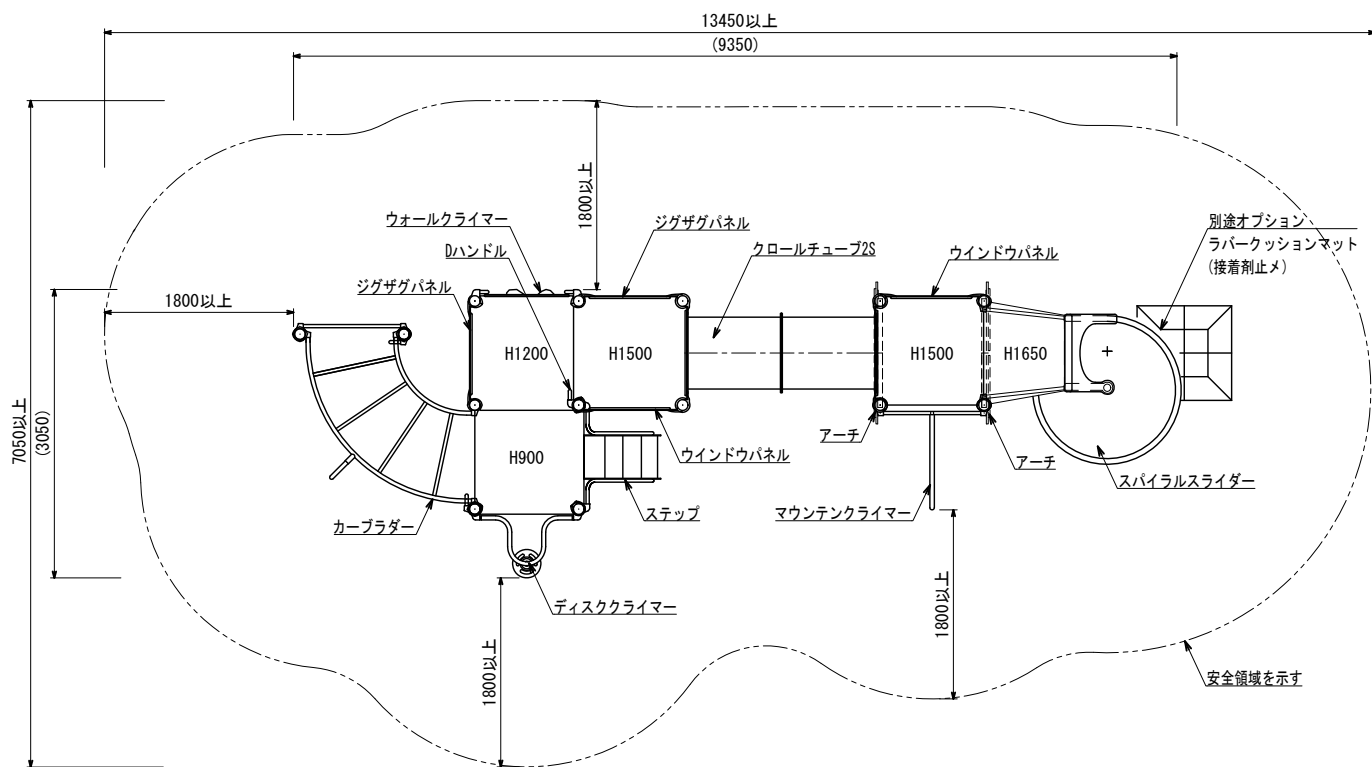 13450以上
(9350)
7050以上
(3050)
1800以上
1800以上
ウォールクライマー
Dハンドル
ジグザグパネル
ジグザグパネル
クロールチューブ2S
ウインドウパネル
別途オプション
ラバークッションマット
(接着剤止メ)
H1200
H1500
H1500
H1650
H900
ウインドウパネル
アーチ
アーチ
スパイラルスライダー
ステップ
マウンテンクライマー
カーブラダー
ディスククライマー
1800以上
1800以上
安全領域を示す